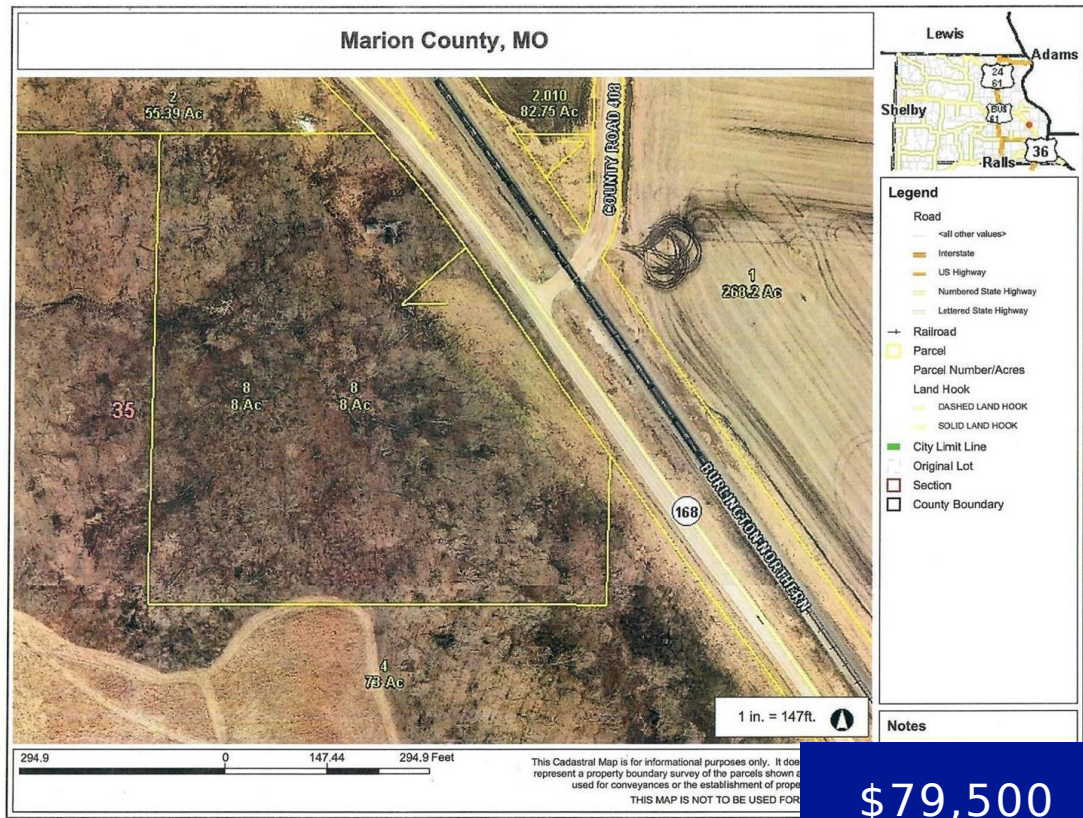 Marion County, MO
2
55.39 Ac
2.010
82.75 Ac
COUNTY ROAD 408
1
268.2 Ac
8
8 Ac
8
8 Ac
35
168
BURLINGTON NORTHERN
4
73 Ac
1 in. = 147ft.
294.9
0
147.44
294.9 Feet
This Cadastral Map is for informational purposes only. It doe
represent a property boundary survey of the parcels shown a
used for conveyances or the establishment of prope
THIS MAP IS NOT TO BE USED FOR
Lewis
Adams
24
61
Shelby
BUS
61
36
Ralls
Legend
Road
<all other values>
Interstate
US Highway
Numbered State Highway
Lettered State Highway
Railroad
Parcel
Parcel Number/Acres
Land Hook
DASHED LAND HOOK
SOLID LAND HOOK
City Limit Line
Original Lot
Section
County Boundary
Notes
$79,500